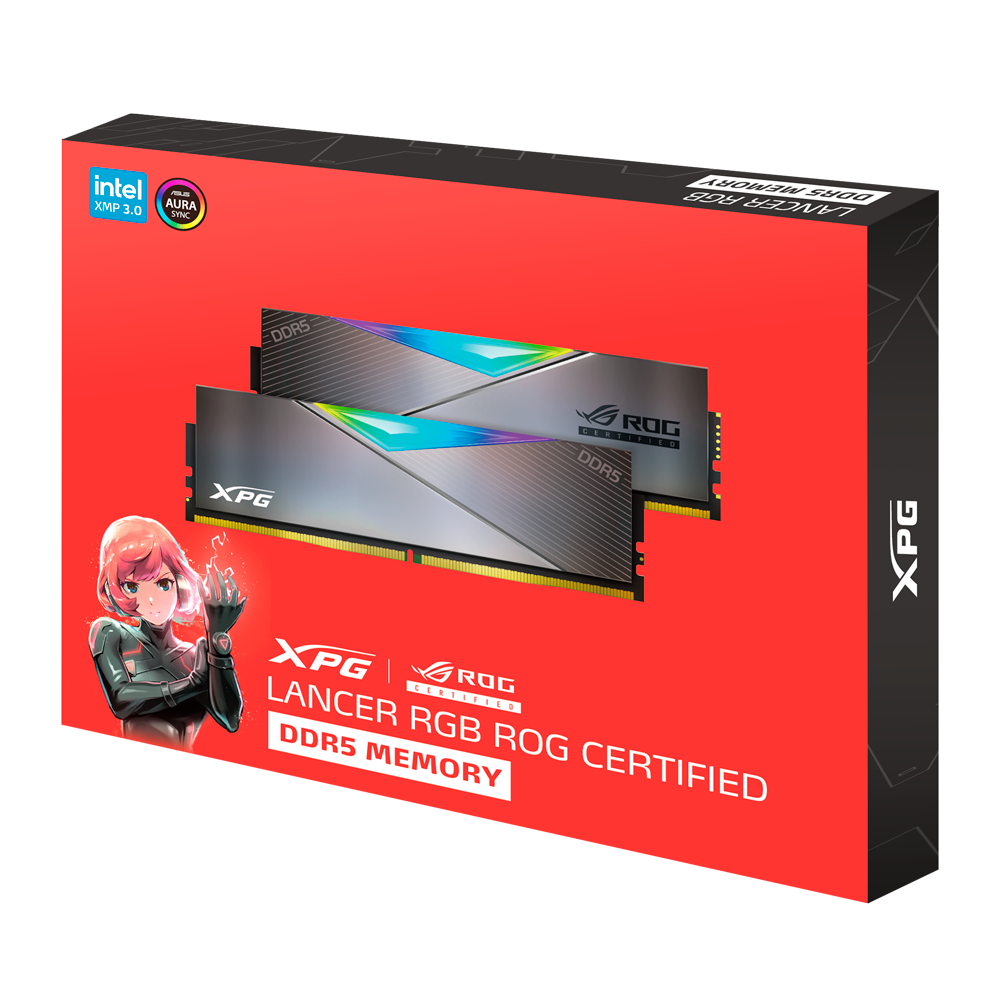 intel
XMP 3.0
ASUS
AURA
SYNC
DDR5 MEMORY
LANCER RGB
DDR5
ROG
CERTIFIED
DDR5
XPG
XPG
XPG
ROG
CERTIFIED
LANCER RGB ROG CERTIFIED
DDR5 MEMORY